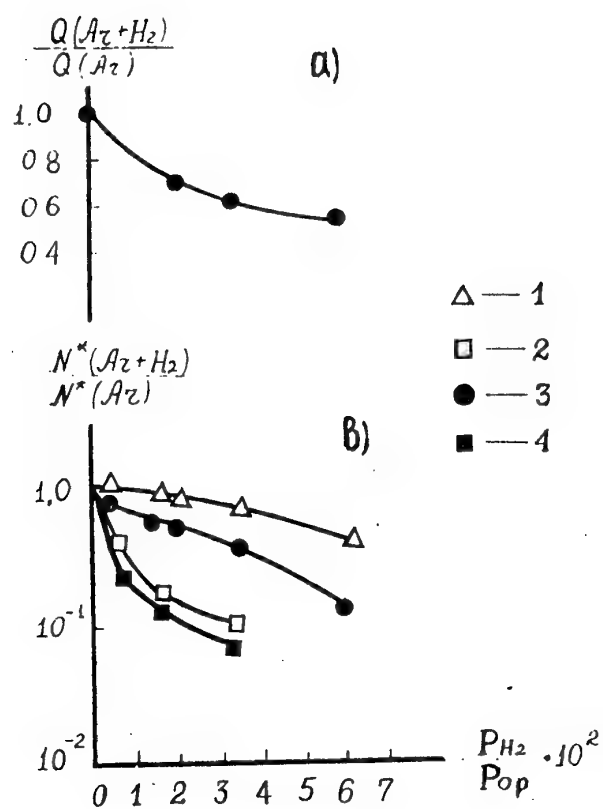 Q(Ar+H₂)
Q(Ar)
a)
1.0
0 8
0 6
0 4
△ — 1
□ — 2
● — 3
■ — 4
N*(Ar+H₂)
N*(Ar)
B)
1,0
10⁻¹
10⁻²
0 1 2 3 4 5 6 7
P_H₂ · 10²
Pop